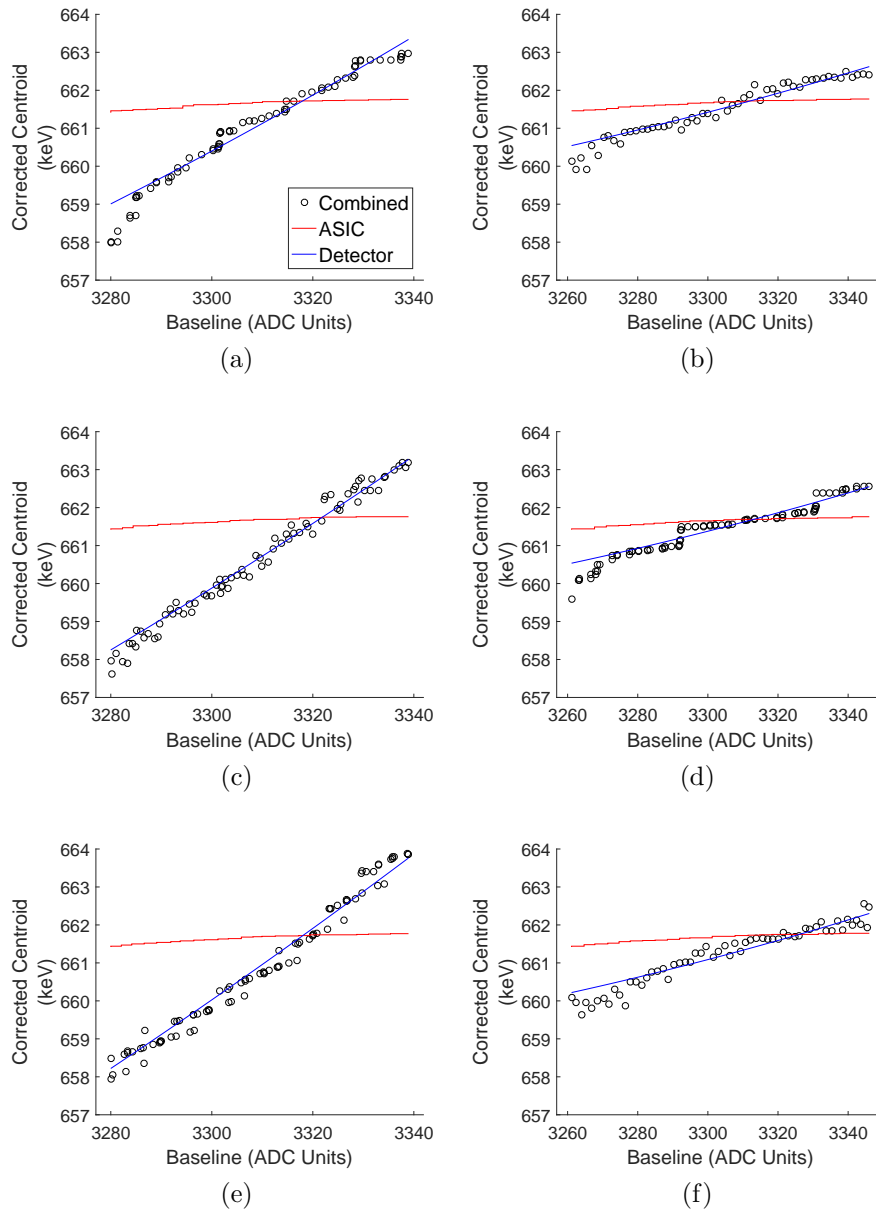 664
663
662
661
660
659
658
657
Corrected Centroid
(keV)
3280 3300 3320 3340
Baseline (ADC Units)
Combined
ASIC
Detector
(a)
664
663
662
661
660
659
658
657
Corrected Centroid
(keV)
3260 3280 3300 3320 3340
Baseline (ADC Units)
(b)
664
663
662
661
660
659
658
657
Corrected Centroid
(keV)
3280 3300 3320 3340
Baseline (ADC Units)
(c)
664
663
662
661
660
659
658
657
Corrected Centroid
(keV)
3260 3280 3300 3320 3340
Baseline (ADC Units)
(d)
664
663
662
661
660
659
658
657
Corrected Centroid
(keV)
3280 3300 3320 3340
Baseline (ADC Units)
(e)
664
663
662
661
660
659
658
657
Corrected Centroid
(keV)
3260 3280 3300 3320 3340
Baseline (ADC Units)
(f)